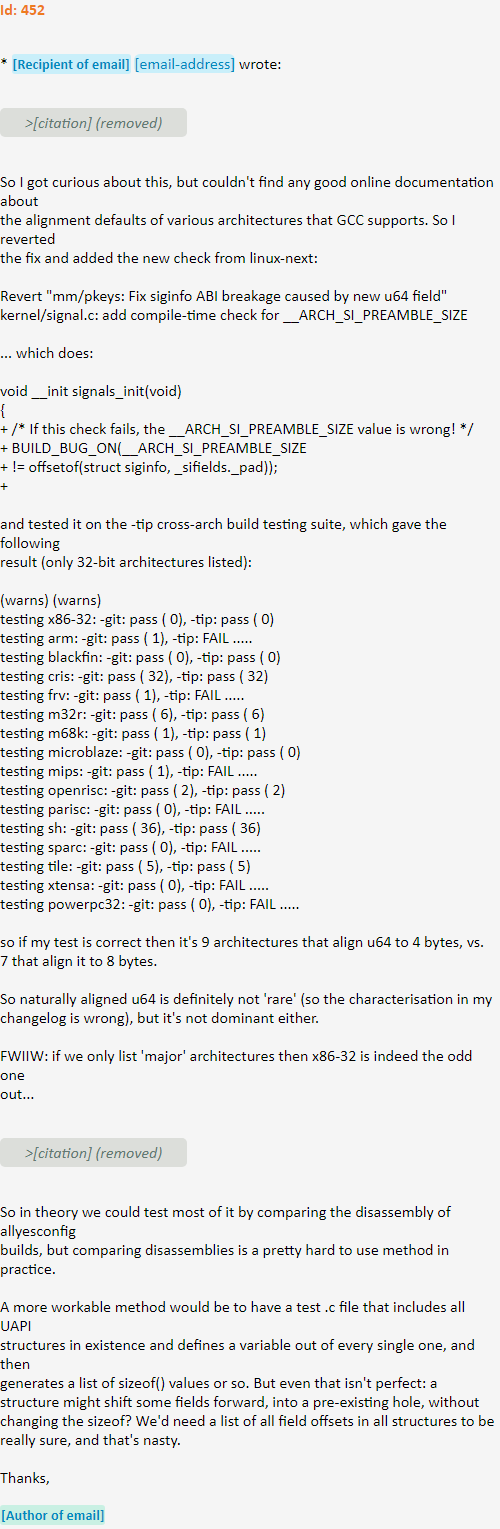 Id: 452
* [Recipient of email] [email-address] wrote:
>[citation] (removed)
So I got curious about this, but couldn't find any good online documentation
about
the alignment defaults of various architectures that GCC supports. So I
reverted
the fix and added the new check from linux-next:
Revert "mm/pkeys: Fix siginfo ABI breakage caused by new u64 field"
kernel/signal.c: add compile-time check for __ARCH_SI_PREAMBLE_SIZE
... which does:
void __init signals_init(void)
{
+ /* If this check fails, the __ARCH_SI_PREAMBLE_SIZE value is wrong! */
+ BUILD_BUG_ON(__ARCH_SI_PREAMBLE_SIZE
+ != offsetof(struct siginfo, _sifields._pad));
+
and tested it on the -tip cross-arch build testing suite, which gave the
following
result (only 32-bit architectures listed):
(warns) (warns)
testing x86-32: -git: pass ( 0), -tip: pass ( 0)
testing arm: -git: pass ( 1), -tip: FAIL .....
testing blackfin: -git: pass ( 0), -tip: pass ( 0)
testing cris: -git: pass ( 32), -tip: pass ( 32)
testing frv: -git: pass ( 1), -tip: FAIL .....
testing m32r: -git: pass ( 6), -tip: pass ( 6)
testing m68k: -git: pass ( 1), -tip: pass ( 1)
testing microblaze: -git: pass ( 0), -tip: pass ( 0)
testing mips: -git: pass ( 1), -tip: FAIL .....
testing openrisc: -git: pass ( 2), -tip: pass ( 2)
testing parisc: -git: pass ( 0), -tip: FAIL .....
testing sh: -git: pass ( 36), -tip: pass ( 36)
testing sparc: -git: pass ( 0), -tip: FAIL .....
testing tile: -git: pass ( 5), -tip: pass ( 5)
testing xtensa: -git: pass ( 0), -tip: FAIL .....
testing powerpc32: -git: pass ( 0), -tip: FAIL .....
so if my test is correct then it's 9 architectures that align u64 to 4 bytes, vs.
7 that align it to 8 bytes.
So naturally aligned u64 is definitely not 'rare' (so the characterisation in my
changelog is wrong), but it's not dominant either.
FWIIW: if we only list 'major' architectures then x86-32 is indeed the odd
one
out...
>[citation] (removed)
So in theory we could test most of it by comparing the disassembly of
allyesconfig
builds, but comparing disassemblies is a pretty hard to use method in
practice.
A more workable method would be to have a test .c file that includes all
UAPI
structures in existence and defines a variable out of every single one, and
then
generates a list of sizeof() values or so. But even that isn't perfect: a
structure might shift some fields forward, into a pre-existing hole, without
changing the sizeof? We'd need a list of all field offsets in all structures to be
really sure, and that's nasty.
Thanks,
[Author of email]